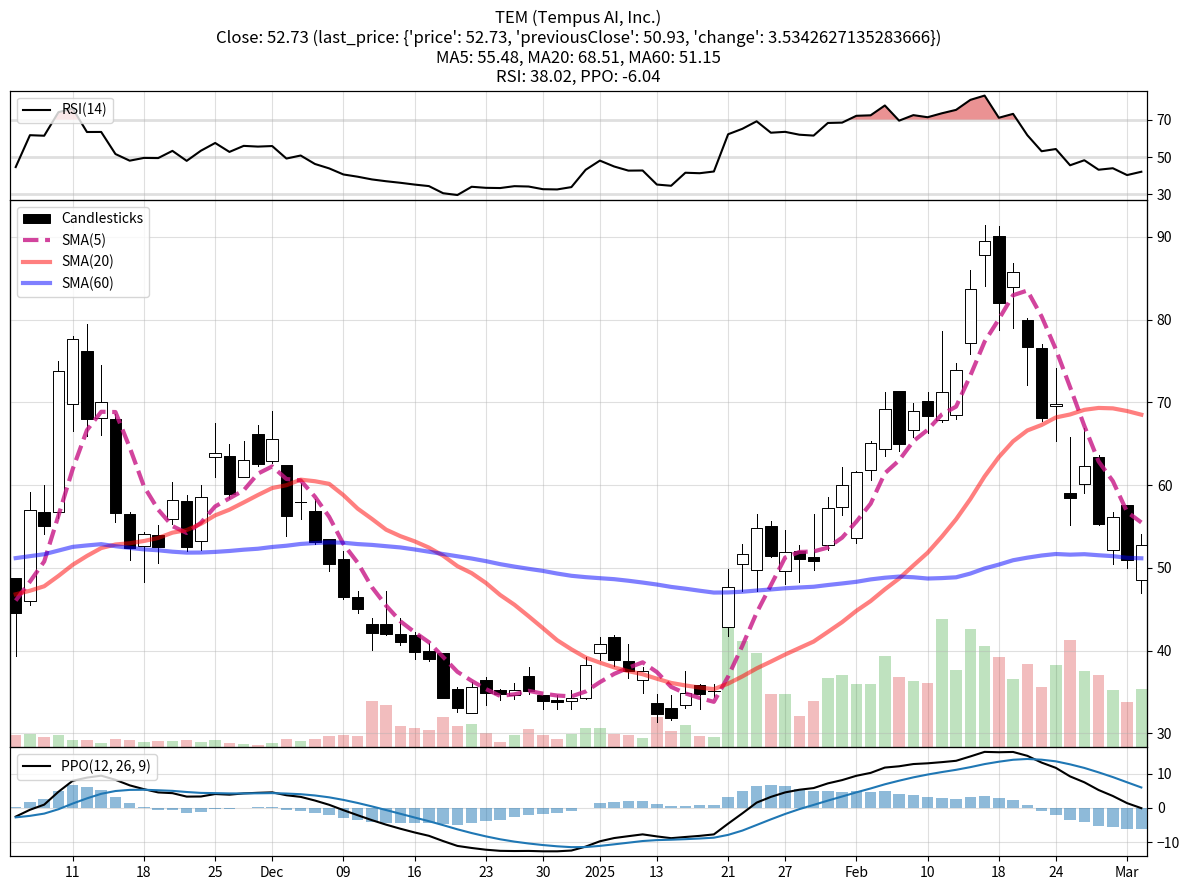 TEM (Tempus AI, Inc.)
Close: 52.73 (last_price: {'price': 52.73, 'previousClose': 50.93, 'change': 3.5342627135283666})
MA5: 55.48, MA20: 68.51, MA60: 51.15
RSI: 38.02, PPO: -6.04
RSI(14)
70
50
30
Candlesticks
SMA(5)
SMA(20)
SMA(60)
90
80
70
60
50
40
30
PPO(12, 26, 9)
10
0
−10
11 18 25 Dec 09 16 23 30 2025 13 21 27 Feb 10 18 24 Mar